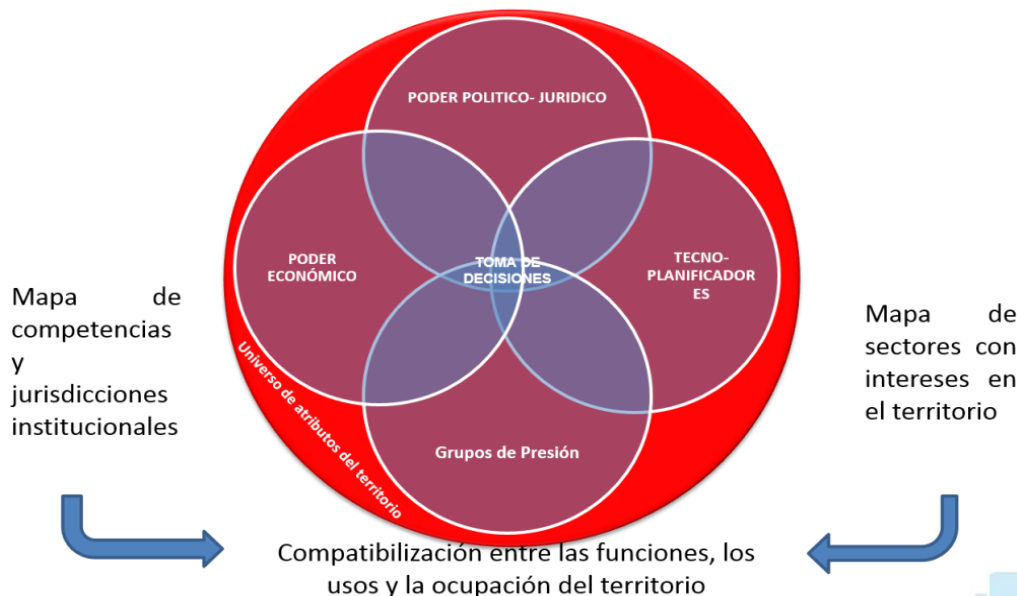 PODER POLITICO- JURIDICO
PODER
ECONÓMICO
TOMA DE
DECISIONES
TECNO-
PLANIFICADOR
ES
Grupos de Presión
Universo de atributos del territorio
Mapa de
competencias
y
jurisdicciones
institucionales
Mapa de
sectores con
intereses en
el territorio
Compatibilización entre las funciones, los
usos y la ocupación del territorio